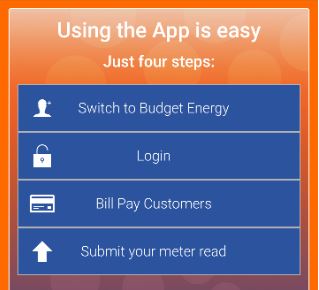 Using the App is easy
Just four steps:
Switch to Budget Energy
Login
Bill Pay Customers
Submit your meter read